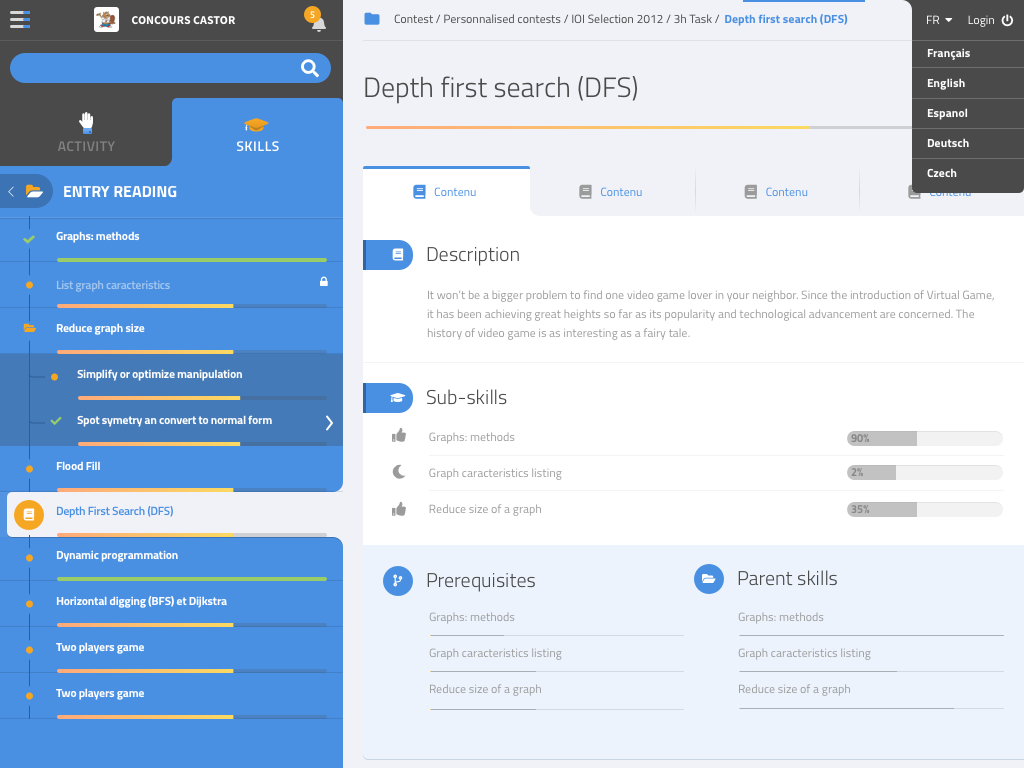 CONCOURS CASTOR
5
ACTIVITY
SKILLS
ENTRY READING
Graphs: methods
List graph caracteristics
Reduce graph size
Simplify or optimize manipulation
Spot symetry an convert to normal form
Flood Fill
Depth First Search (DFS)
Dynamic programmation
Horizontal digging (BFS) et Dijkstra
Two players game
Two players game
Contest / Personnalised contests / IOI Selection 2012 / 3h Task / Depth first search (DFS)
FR
Login
Français
English
Espanol
Deutsch
Czech
Depth first search (DFS)
Contenu
Contenu
Contenu
Contenu
Description
It won't be a bigger problem to find one video game lover in your neighbor. Since the introduction of Virtual Game,
it has been achieving great heights so far as its popularity and technological advancement are concerned. The
history of video game is as interesting as a fairy tale.
Sub-skills
Graphs: methods
90%
Graph caracteristics listing
2%
Reduce size of a graph
35%
Prerequisites
Graphs: methods
Graph caracteristics listing
Reduce size of a graph
Parent skills
Graphs: methods
Graph caracteristics listing
Reduce size of a graph